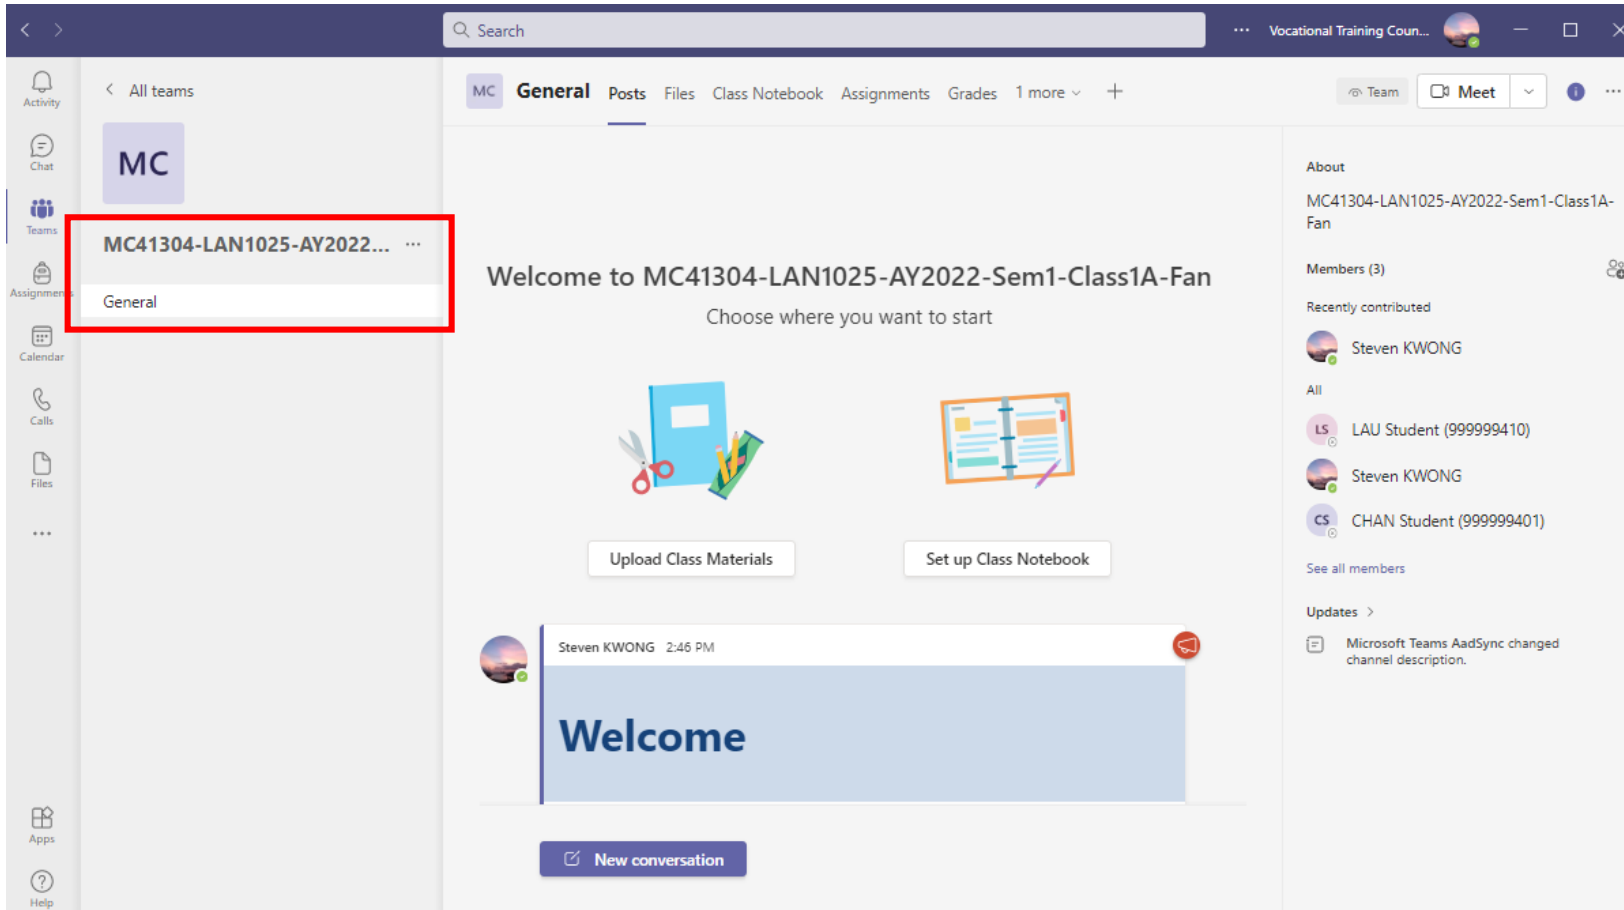 Search
Vocational Training Coun...
Activity
Chat
Teams
Assignments
Calendar
Calls
Files
Apps
Help
All teams
MC
MC41304-LAN1025-AY2022...
General
MC General Posts Files Class Notebook Assignments Grades 1 more
Team
Meet
Welcome to MC41304-LAN1025-AY2022-Sem1-Class1A-Fan
Choose where you want to start
Upload Class Materials
Set up Class Notebook
Steven KWONG 2:46 PM
Welcome
New conversation
About
MC41304-LAN1025-AY2022-Sem1-Class1A-
Fan
Members (3)
Recently contributed
Steven KWONG
All
LS LAU Student (999999410)
Steven KWONG
CS CHAN Student (999999401)
See all members
Updates
Microsoft Teams AadSync changed
channel description.